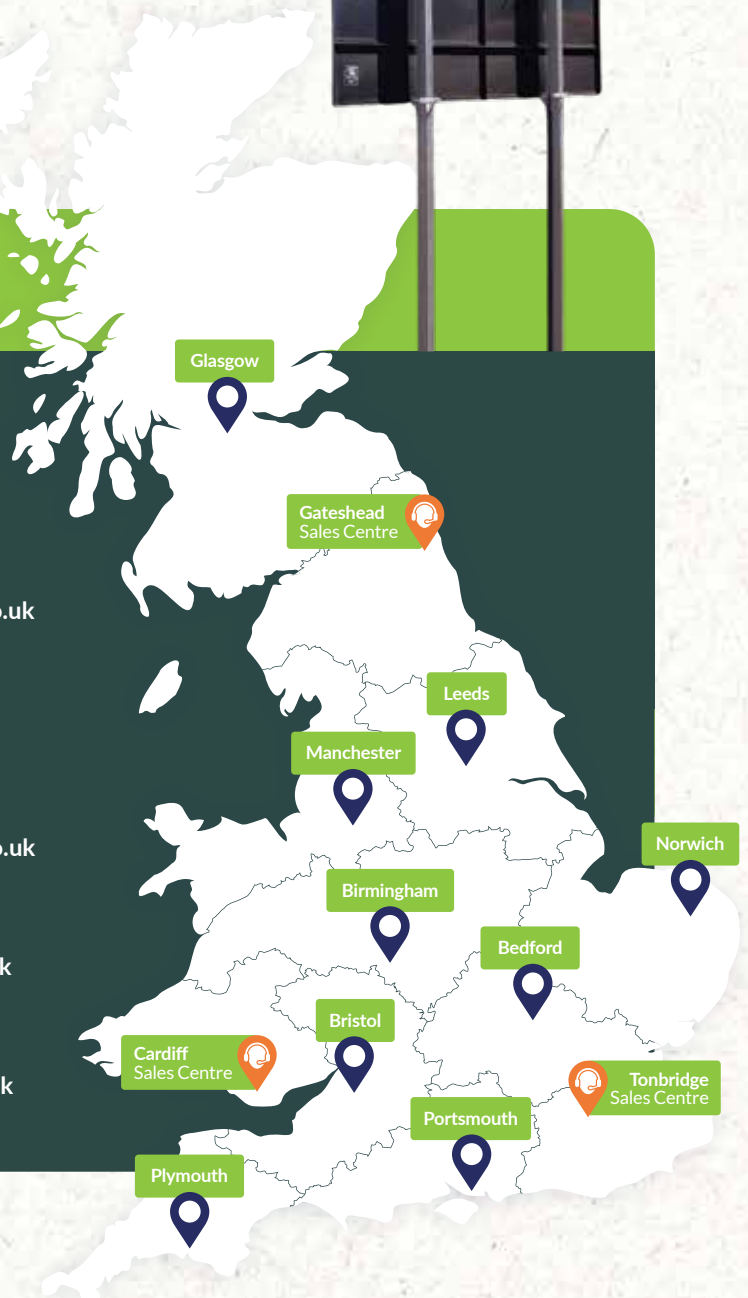 Glasgow
Gateshead
Sales Centre
o.uk
Leeds
Manchester
o.uk
Norwich
Birmingham
Bedford
k
Bristol
Cardiff
Sales Centre
k
Tonbridge
Sales Centre
Portsmouth
Plymouth